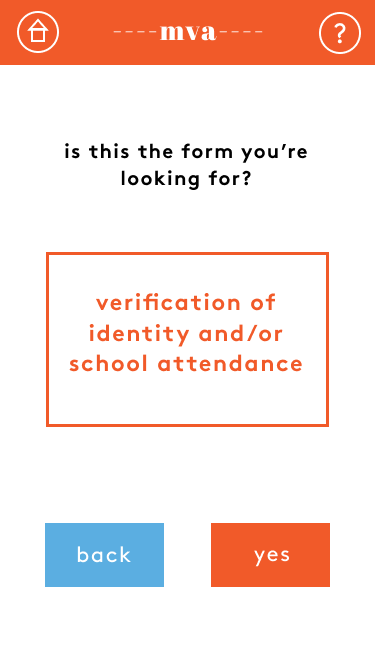 ----mva----
?
is this the form you’re
looking for?
verification of
identity and/or
school attendance
back
yes